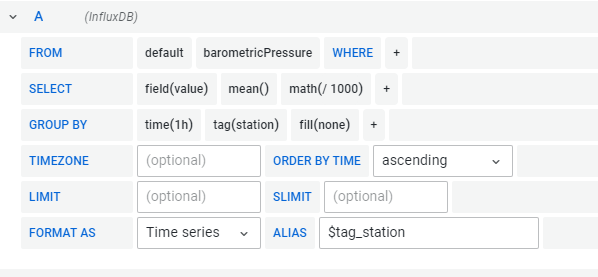 A (InfluxDB)
FROM default barometricPressure WHERE +
SELECT field(value) mean() math(/ 1000) +
GROUP BY time(1h) tag(station) fill(none) +
TIMEZONE (optional) ORDER BY TIME ascending
LIMIT (optional) SLIMIT (optional)
FORMAT AS Time series ALIAS $tag_station